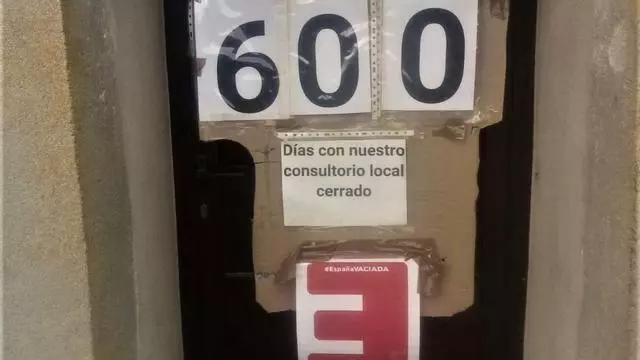 600
Días con nuestro
consultorio local
cerrado
#EspañaVACIADA
E